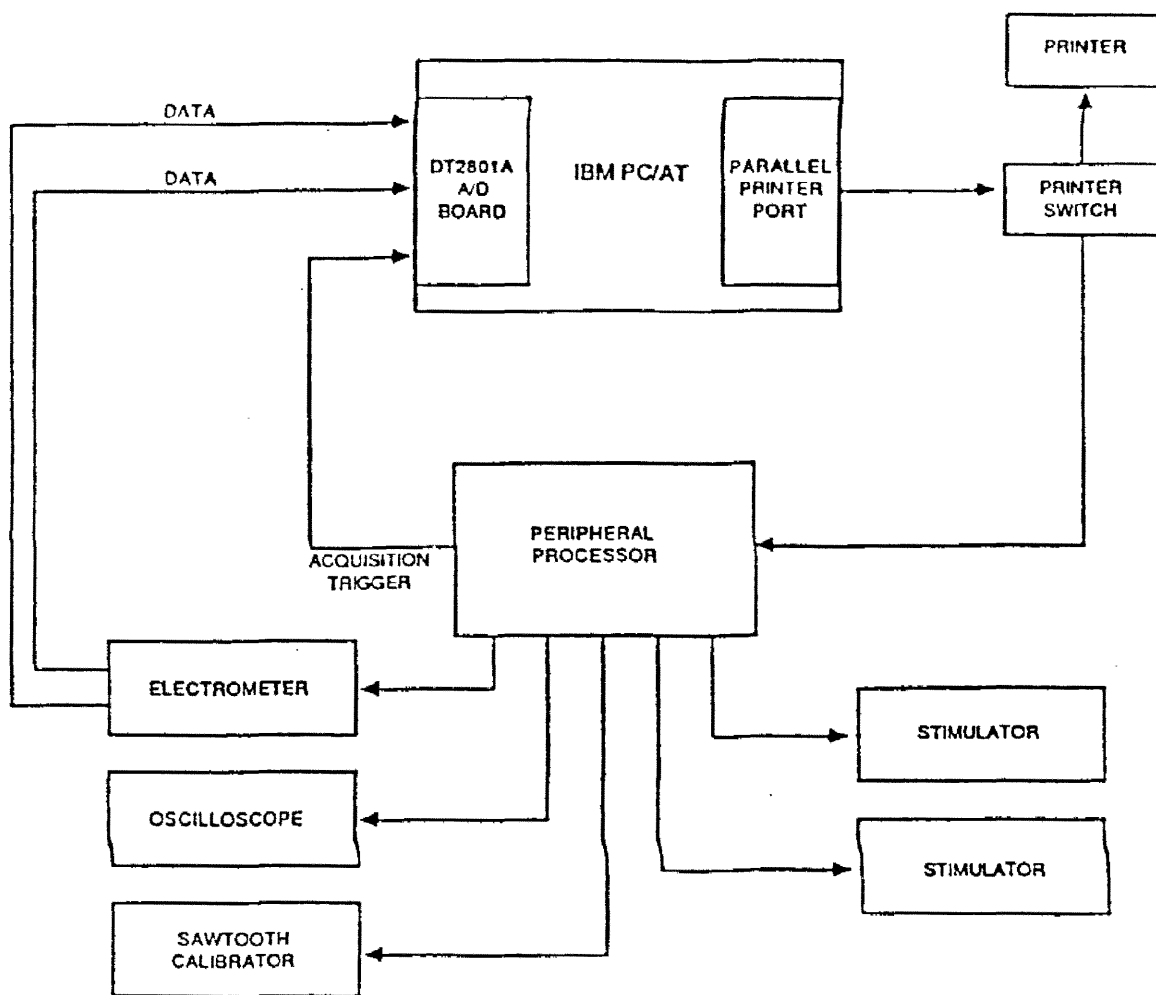 PRINTER
DATA
DT2801A
A/D
BOARD
IBM PC/AT
PARALLEL
PRINTER
PORT
DATA
PRINTER
SWITCH
PERIPHERAL
PROCESSOR
ACQUISITION
TRIGGER
ELECTROMETER
STIMULATOR
OSCILLOSCOPE
STIMULATOR
SAWTOOTH
CALIBRATOR